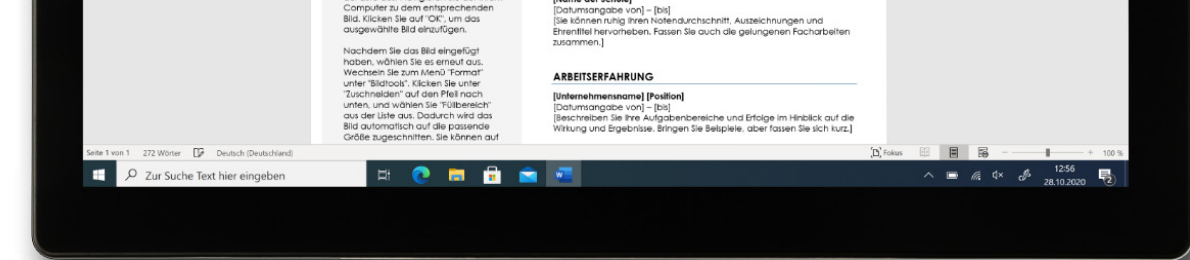 Computer zu dem entsprechenden
Bild. Klicken Sie auf "OK", um das
ausgewählte Bild einzufügen.
Nachdem Sie das Bild eingefügt
haben, wählen Sie es erneut aus.
Wechseln Sie zum Menü "Format"
unter "Bildtools". Klicken Sie unter
"Zuschneiden" auf den Pfeil nach
unten, und wählen Sie "Füllbereich"
aus der Liste aus. Dadurch wird das
Bild automatisch auf die passende
Größe zugeschnitten. Sie können auf
[Name der Schule]
[Datumsangabe von] – [bis]
[Sie können ruhig Ihren Notendurchschnitt, Auszeichnungen und
Ehrentitel hervorheben. Fassen Sie auch die gelungenen Facharbeiten
zusammen.]
ARBEITSERFAHRUNG
[Unternehmensname] [Position]
[Datumsangabe von] – [bis]
[Beschreiben Sie Ihre Aufgabenbereiche und Erfolge im Hinblick auf die
Wirkung und Ergebnisse. Bringen Sie Beispiele, aber fassen Sie sich kurz.]
Seite 1 von 1 272 Wörter Deutsch (Deutschland) Fokus 100 %
Zur Suche Text hier eingeben
12:56
28.10.2020
2